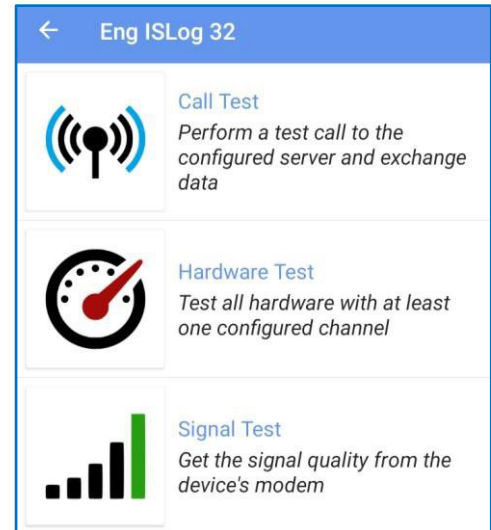 Eng ISLog 32
Call Test
Perform a test call to the
configured server and exchange
data
Hardware Test
Test all hardware with at least
one configured channel
Signal Test
Get the signal quality from the
device's modem